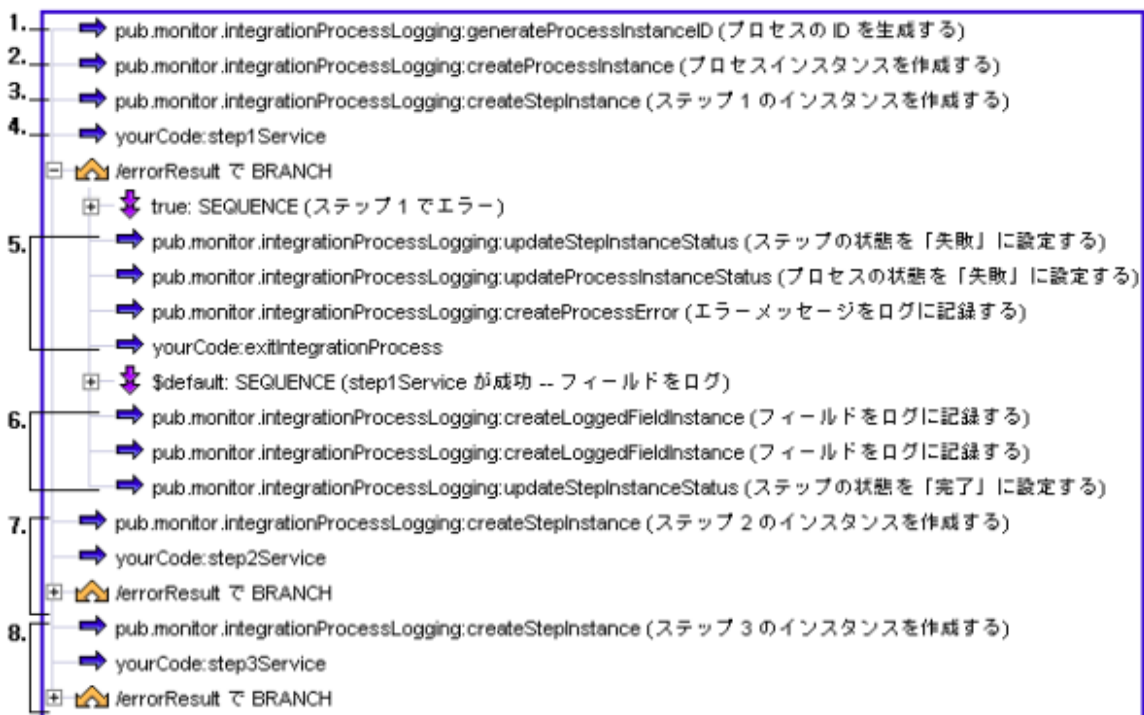 1. pub.monitor.integrationProcessLogging:generateProcessInstanceID (プロセスの ID を生成する)
2. pub.monitor.integrationProcessLogging:createProcessInstance (プロセスインスタンスを作成する)
3. pub.monitor.integrationProcessLogging:createStepInstance (ステップ 1 のインスタンスを作成する)
4. yourCode:step1Service
/errorResult で BRANCH
true: SEQUENCE (ステップ 1 でエラー)
5. pub.monitor.integrationProcessLogging:updateStepInstanceStatus (ステップの状態を「失敗」に設定する)
pub.monitor.integrationProcessLogging:updateProcessInstanceStatus (プロセスの状態を「失敗」に設定する)
pub.monitor.integrationProcessLogging:createProcessError (エラーメッセージをログに記録する)
yourCode:exitIntegrationProcess
$default: SEQUENCE (step1Service が成功 -- フィールドをログ)
6. pub.monitor.integrationProcessLogging:createLoggedFieldInstance (フィールドをログに記録する)
pub.monitor.integrationProcessLogging:createLoggedFieldInstance (フィールドをログに記録する)
pub.monitor.integrationProcessLogging:updateStepInstanceStatus (ステップの状態を「完了」に設定する)
7. pub.monitor.integrationProcessLogging:createStepInstance (ステップ 2 のインスタンスを作成する)
yourCode:step2Service
/errorResult で BRANCH
8. pub.monitor.integrationProcessLogging:createStepInstance (ステップ 3 のインスタンスを作成する)
yourCode:step3Service
/errorResult で BRANCH